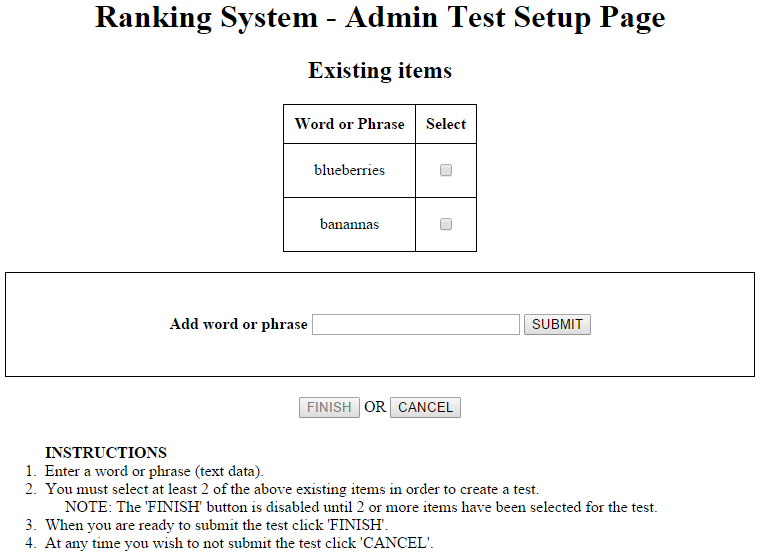 Ranking System - Admin Test Setup Page
Existing items
Word or Phrase Select
blueberries
banannas
Add word or phrase SUBMIT
FINISH OR CANCEL
INSTRUCTIONS
1. Enter a word or phrase (text data).
2. You must select at least 2 of the above existing items in order to create a test.
NOTE: The 'FINISH' button is disabled until 2 or more items have been selected for the test.
3. When you are ready to submit the test click 'FINISH'.
4. At any time you wish to not submit the test click 'CANCEL'.